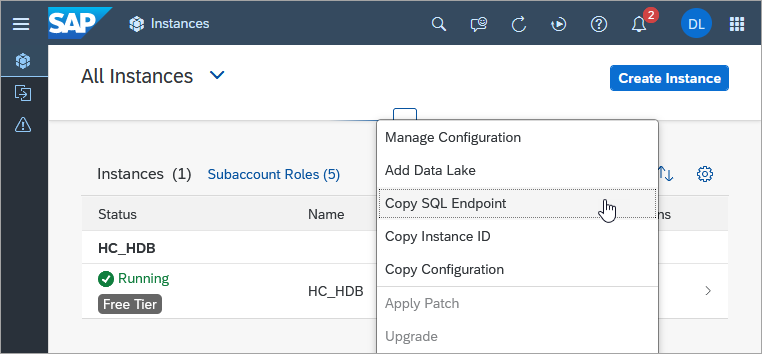 SAP Instances 2 DL
All Instances Create Instance
Manage Configuration
Add Data Lake
Instances (1) Subaccount Roles (5)
Copy SQL Endpoint
Status Name ns
Copy Instance ID
HC_HDB
Copy Configuration
Running
HC_HDB
Free Tier
Apply Patch
Upgrade